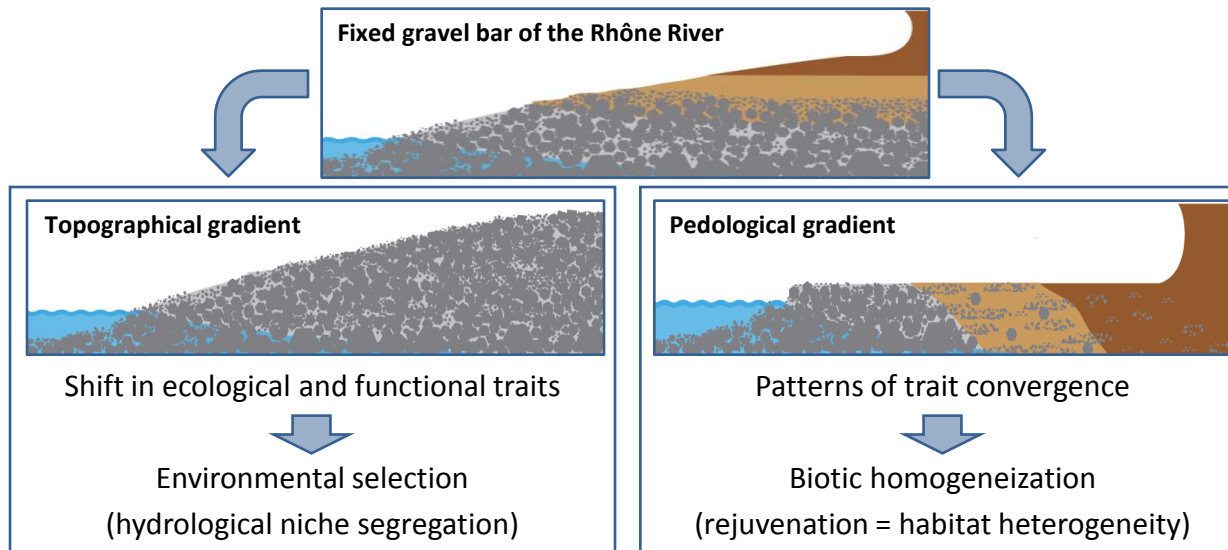 Fixed gravel bar of the Rhône River
Topographical gradient
Shift in ecological and functional traits
Environmental selection
(hydrological niche segregation)
Pedological gradient
Patterns of trait convergence
Biotic homogeneization
(rejuvenation = habitat heterogeneity)